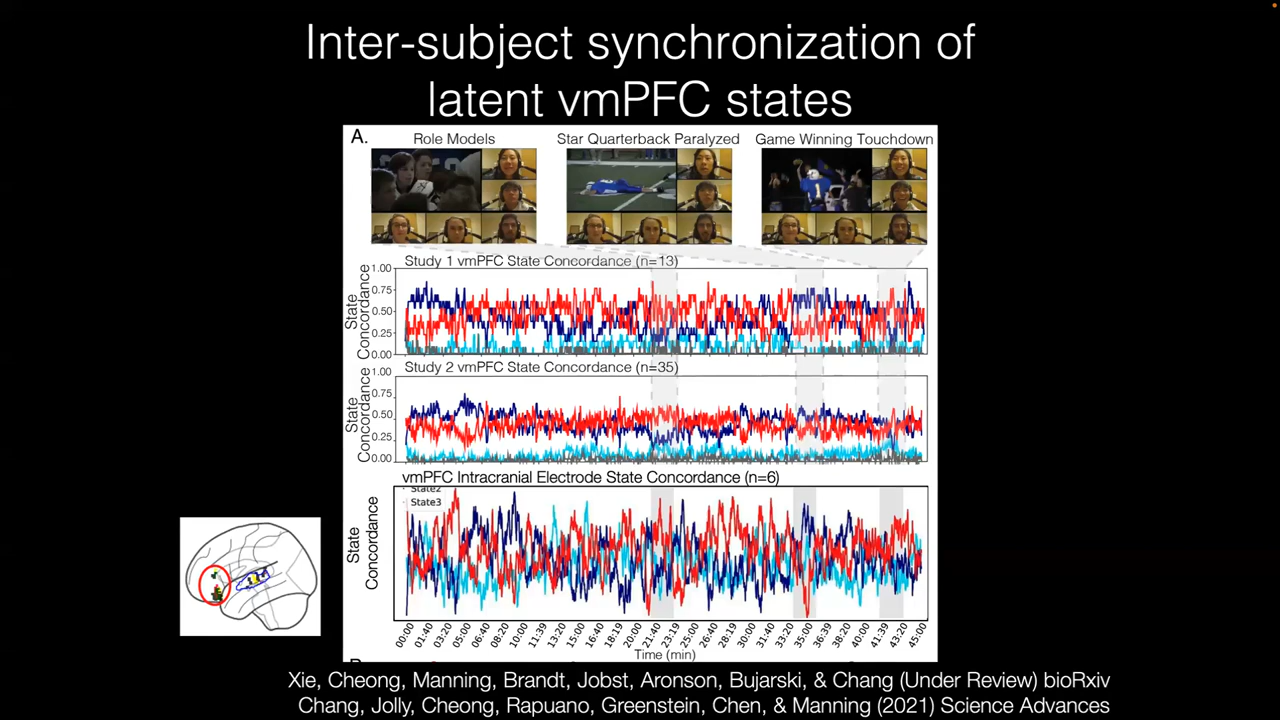 Inter-subject synchronization of
latent vmPFC states
A.
Role Models
Star Quarterback Paralyzed
Game Winning Touchdown
Study 1 vmPFC State Concordance (n=13)
State
Concordance
1.00
0.75
0.50
0.25
0.00
Study 2 vmPFC State Concordance (n=35)
State
Concordance
1.00
0.75
0.50
0.25
0.00
vmPFC Intracranial Electrode State Concordance (n=6)
State2
State3
State
Concordance
00:00 01:40 03:20 05:00 06:40 08:20 10:00 11:39 13:20 15:00 16:40 18:19 20:00 21:40 23:19 25:00 26:40 28:19 30:00 31:40 33:20 35:00 36:39 38:20 40:00 41:39 43:20 45:00
Time (min)
Xie, Cheong, Manning, Brandt, Jobst, Aronson, Bujarski, & Chang (Under Review) bioRxiv
Chang, Jolly, Cheong, Rapuano, Greenstein, Chen, & Manning (2021) Science Advances